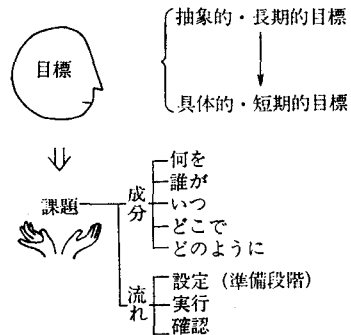 目標
抽象的・長期的目標
具体的・短期的目標
課題
成分
何を
誰が
いつ
どこで
どのように
流れ
設定（準備段階）
実行
確認